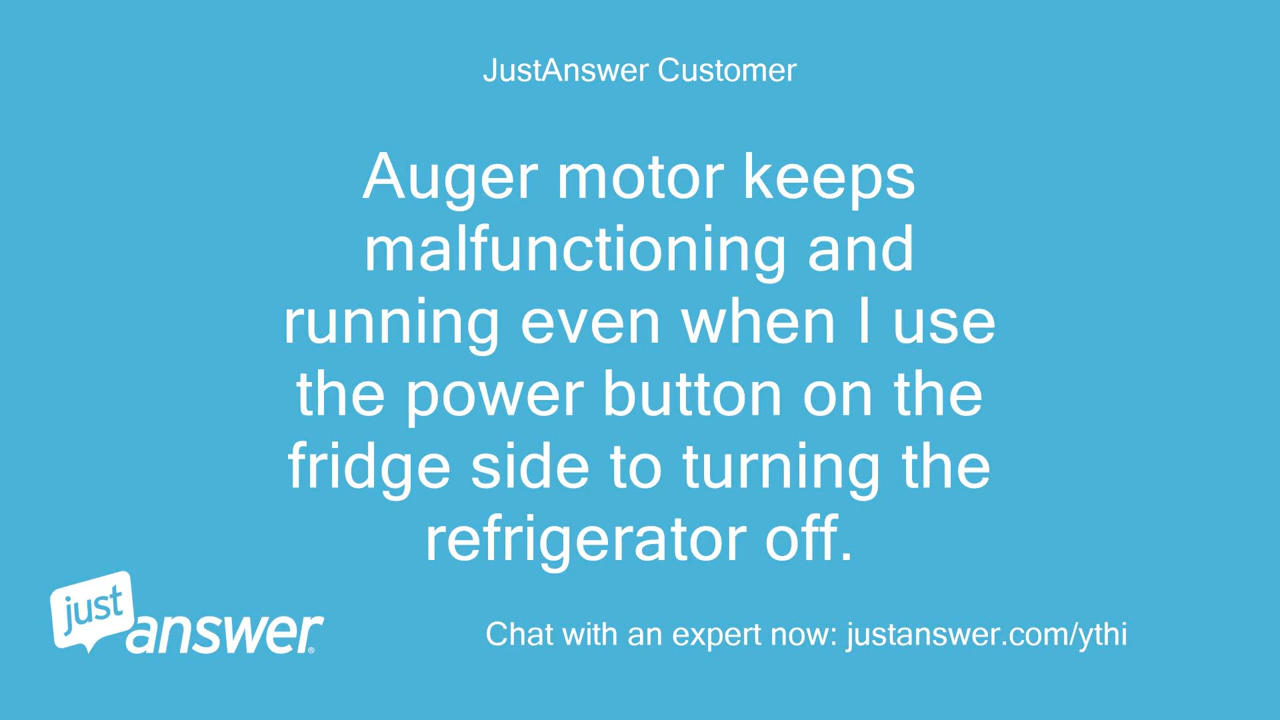 JustAnswer Customer
Auger motor keeps
malfunctioning and
running even when I use
the power button on the
fridge side to turning the
refrigerator off.
just
answer®
Chat with an expert now: justanswer.com/ythi